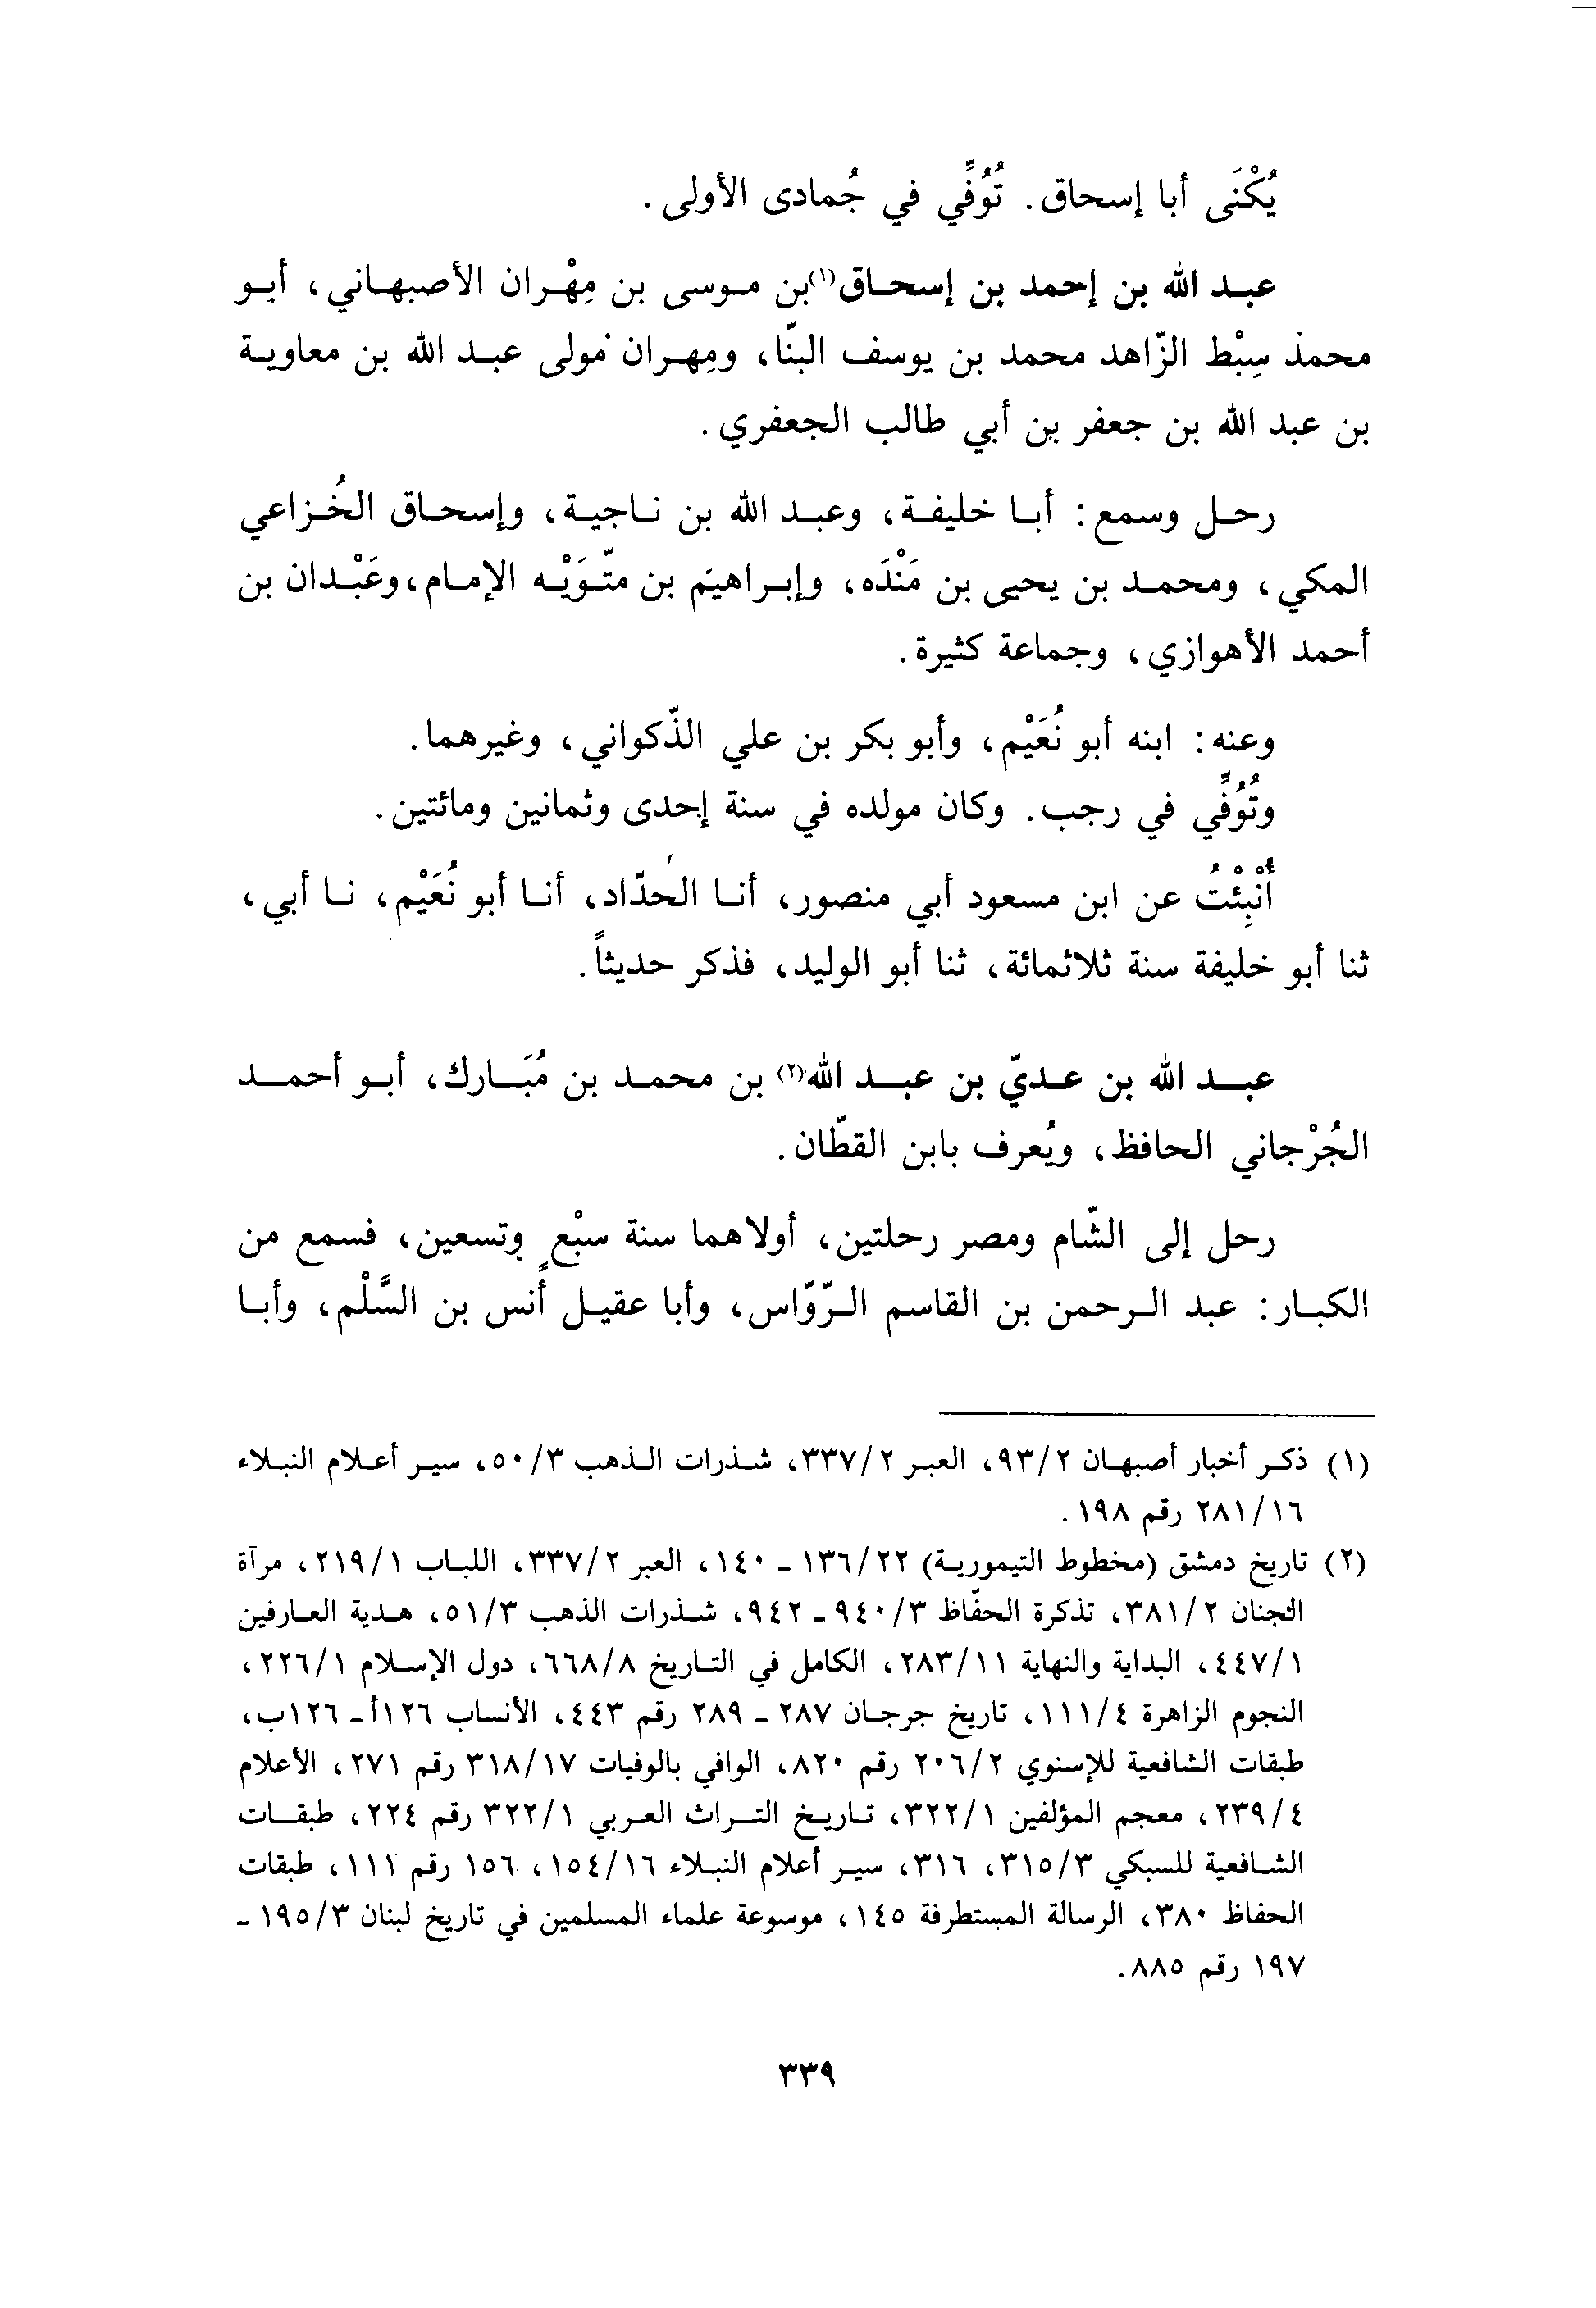 يُكْنَى أبا إسحاق. تُوُفِّي في جُمادى الأولى.
عبد الله بن إحمد بن إسحاق(١) بن موسى بن مِهْران الأصبهاني، أبو
محمد سِبْط الزّاهد محمد بن يوسف البنّا، ومِهران مولى عبد الله بن معاوية
بن عبد الله بن جعفر بن أبي طالب الجعفري.
رحل وسمع: أبا خليفة، وعبد الله بن ناجية، وإسحاق الخُزاعي
المكي، ومحمد بن يحيى بن مَنْدَه، وإبراهيم بن متّوَيْه الإمام، وعَبْدان بن
أحمد الأهوازي، وجماعة كثيرة.
وعنه: ابنه أبو نُعَيْم، وأبو بكر بن علي الذّكواني، وغيرهما.
وتُوُفِّي في رجب. وكان مولده في سنة إحدى وثمانين ومائتين.
أُنْبِئْتُ عن ابن مسعود أبي منصور، أنا الحدّاد، أنا أبو نُعَيْم، نا أبي،
ثنا أبو خليفة سنة ثلاثمائة، ثنا أبو الوليد، فذكر حديثاً.
عبد الله بن عديّ بن عبد الله(٢) بن محمد بن مُبَارك، أبو أحمد
الجُرْجاني الحافظ، ويُعرف بابن القطّان.
رحل إلى الشّام ومصر رحلتين، أولاهما سنة سبْعٍ وتسعين، فسمع من
الكبار: عبد الرحمن بن القاسم الرّوّاس، وأبا عقيل أنس بن السَّلْم، وأبا
(١) ذكر أخبار أصبهان ٩٣/٢، العبر ٣٣٧/٢، شذرات الذهب ٥٠/٣، سير أعلام النبلاء
٢٨١/١٦ رقم ١٩٨.
(٢) تاريخ دمشق (مخطوط التيمورية) ١٣٦/٢٢ - ١٤٠، العبر ٣٣٧/٢، اللباب ٢١٩/١، مرآة
الجنان ٣٨١/٢، تذكرة الحفّاظ ٩٤٠/٣ - ٩٤٢، شذرات الذهب ٥١/٣، هدية العارفين
٤٤٧/١، البداية والنهاية ٢٨٣/١١، الكامل في التاريخ ٦٦٨/٨، دول الإسلام ٢٢٦/١،
النجوم الزاهرة ١١١/٤، تاريخ جرجان ٢٨٧ - ٢٨٩ رقم ٤٤٣، الأنساب ١٢٦أ - ١٢٦ب،
طبقات الشافعية للإسنوي ٢٠٦/٢ رقم ٨٢٠، الوافي بالوفيات ٣١٨/١٧ رقم ٢٧١، الأعلام
٢٣٩/٤، معجم المؤلفين ٣٢٢/١، تاريخ التراث العربي ٣٢٢/١ رقم ٢٢٤، طبقات
الشافعية للسبكي ٣١٥/٣، ٣١٦، سير أعلام النبلاء ١٥٤/١٦، ١٥٦ رقم ١١١، طبقات
الحفاظ ٣٨٠، الرسالة المستطرفة ١٤٥، موسوعة علماء المسلمين في تاريخ لبنان ١٩٥/٣ -
١٩٧ رقم ٨٨٥.
٣٣٩